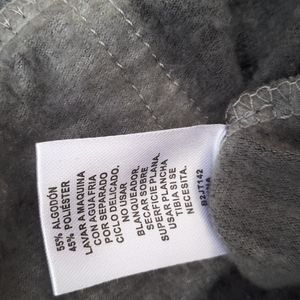 55% ALGODÓN
45% POLIÉSTER
LAVAR A MAQUINA
CON AGUA FRIA
POR SEPARADO
CICLO DELICADO.
NO USAR
BLANQUEADOR.
SECAR SOBRE
SUPERFICIE PLANA.
USAR PLANCHA
TIBIA SI SE
NECESITA.
B2JT142